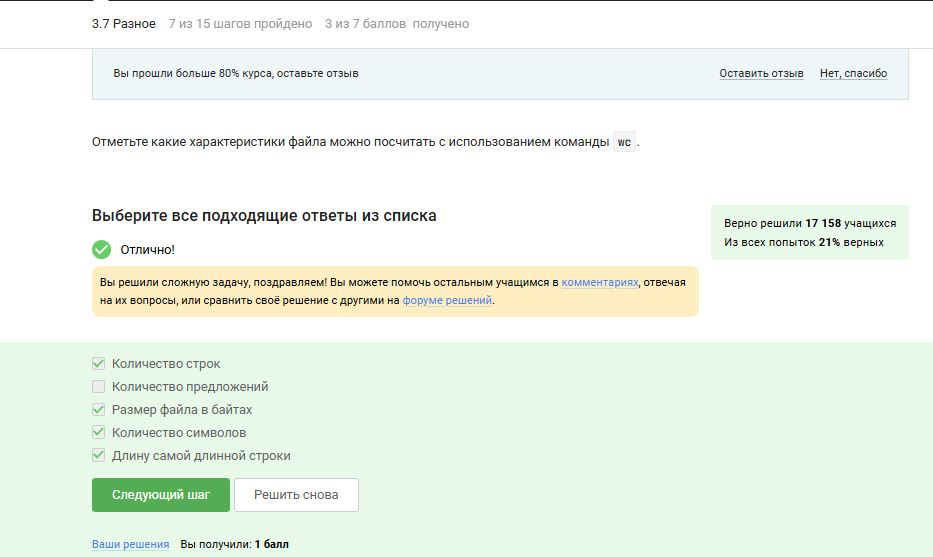 3.7 Разное 7 из 15 шагов пройдено 3 из 7 баллов получено
Вы прошли больше 80% курса, оставьте отзыв Оставить отзыв Нет, спасибо
Отметьте какие характеристики файла можно посчитать с использованием команды wc.
Выберите все подходящие ответы из списка
Верно решили 17 158 учащихся
Из всех попыток 21% верных
Отлично!
Вы решили сложную задачу, поздравляем! Вы можете помочь остальным учащимся в комментариях, отвечая
на их вопросы, или сравнить своё решение с другими на форуме решений.
Количество строк
Количество предложений
Размер файла в байтах
Количество символов
Длину самой длинной строки
Следующий шаг Решить снова
Ваши решения Вы получили: 1 балл